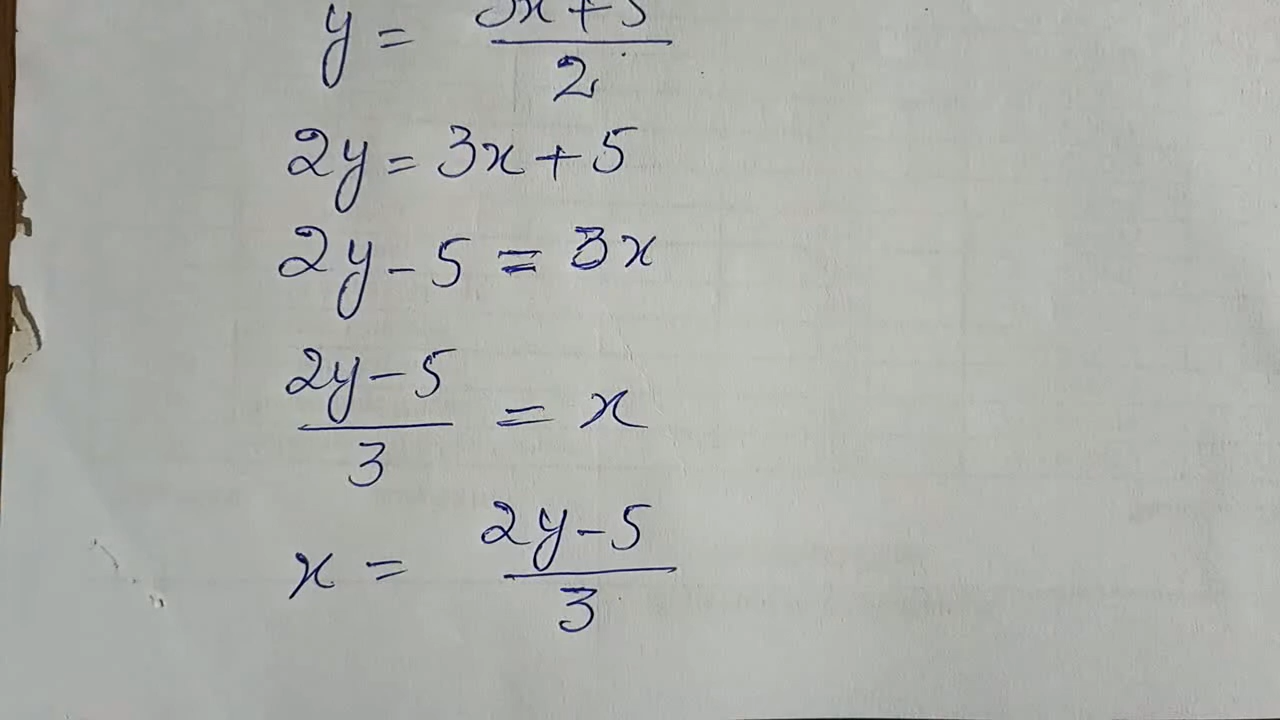 y = (3x+5)/2
2y = 3x + 5
2y - 5 = 3x
(2y - 5)/3 = x
x = (2y - 5)/3